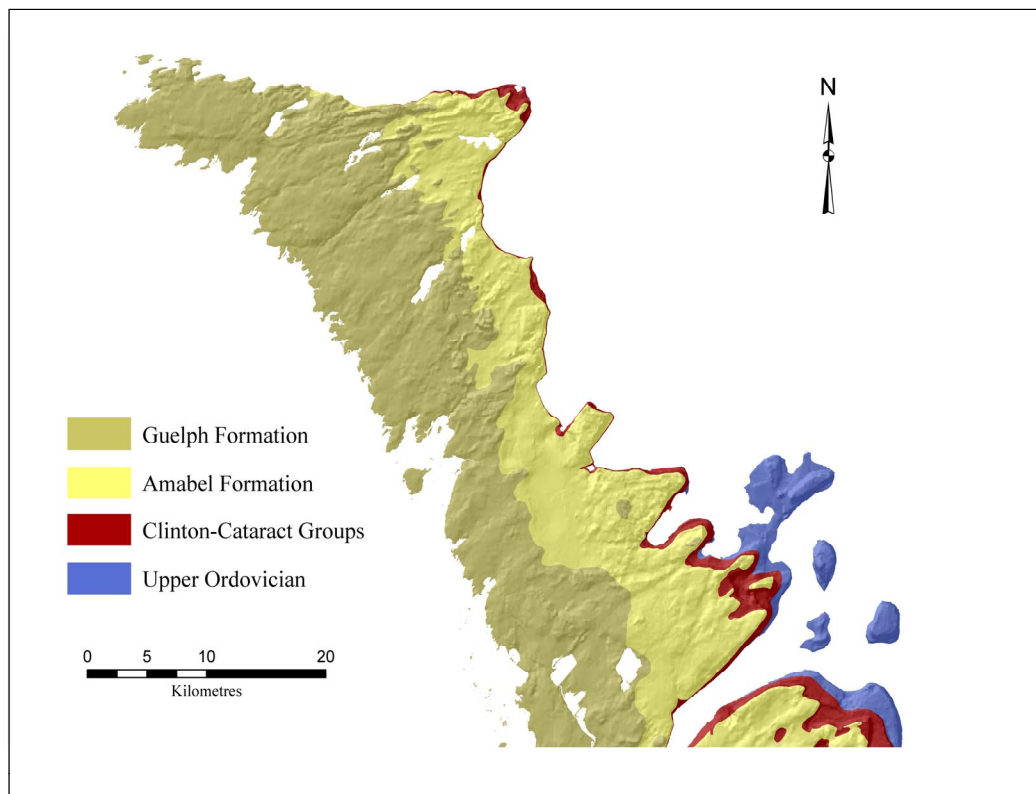 N
Guelph Formation
Amabel Formation
Clinton-Cataract Groups
Upper Ordovician
0 5 10 20
Kilometres